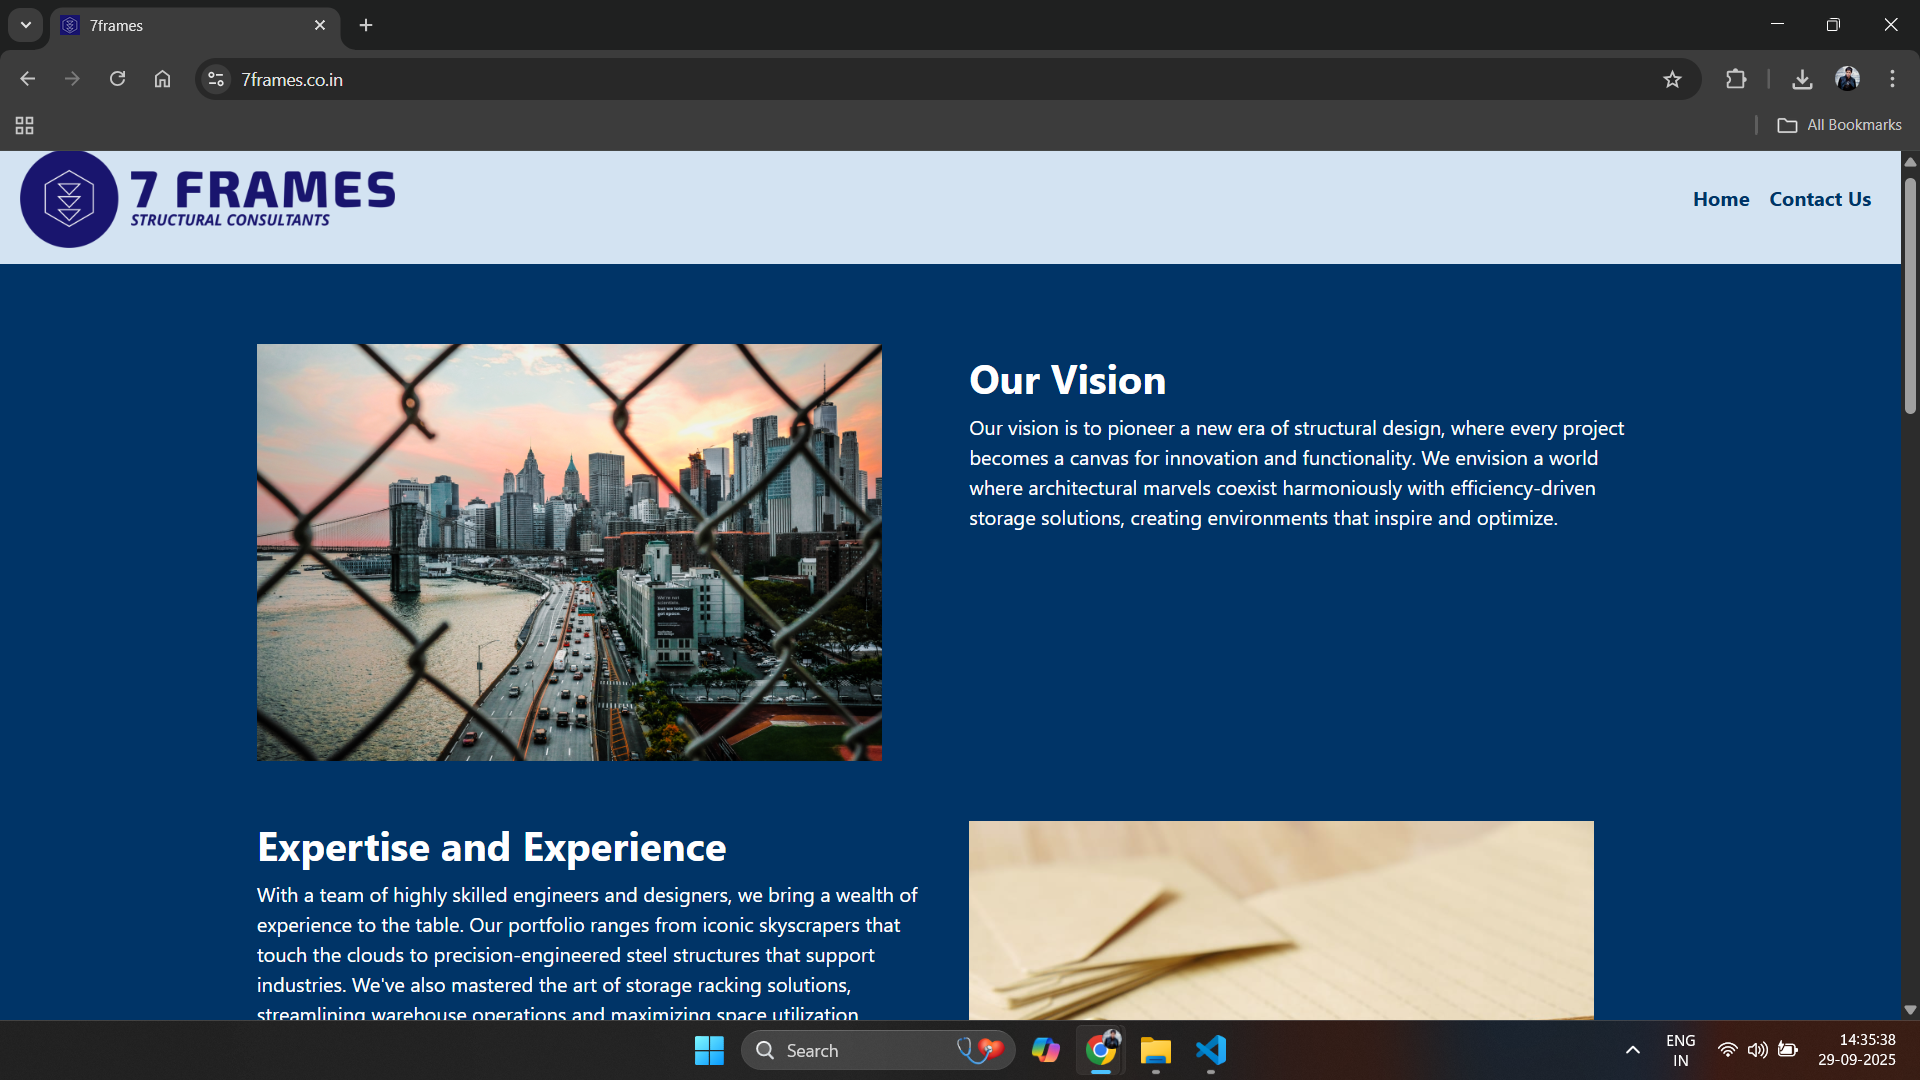 7frames
7frames.co.in
All Bookmarks
7 FRAMES
STRUCTURAL CONSULTANTS
Home Contact Us
Our Vision
Our vision is to pioneer a new era of structural design, where every project
becomes a canvas for innovation and functionality. We envision a world
where architectural marvels coexist harmoniously with efficiency-driven
storage solutions, creating environments that inspire and optimize.
Expertise and Experience
With a team of highly skilled engineers and designers, we bring a wealth of
experience to the table. Our portfolio ranges from iconic skyscrapers that
touch the clouds to precision-engineered steel structures that support
industries. We've also mastered the art of storage racking solutions,
streamlining warehouse operations and maximizing space utilization
Search
ENG
IN
14:35:38
29-09-2025